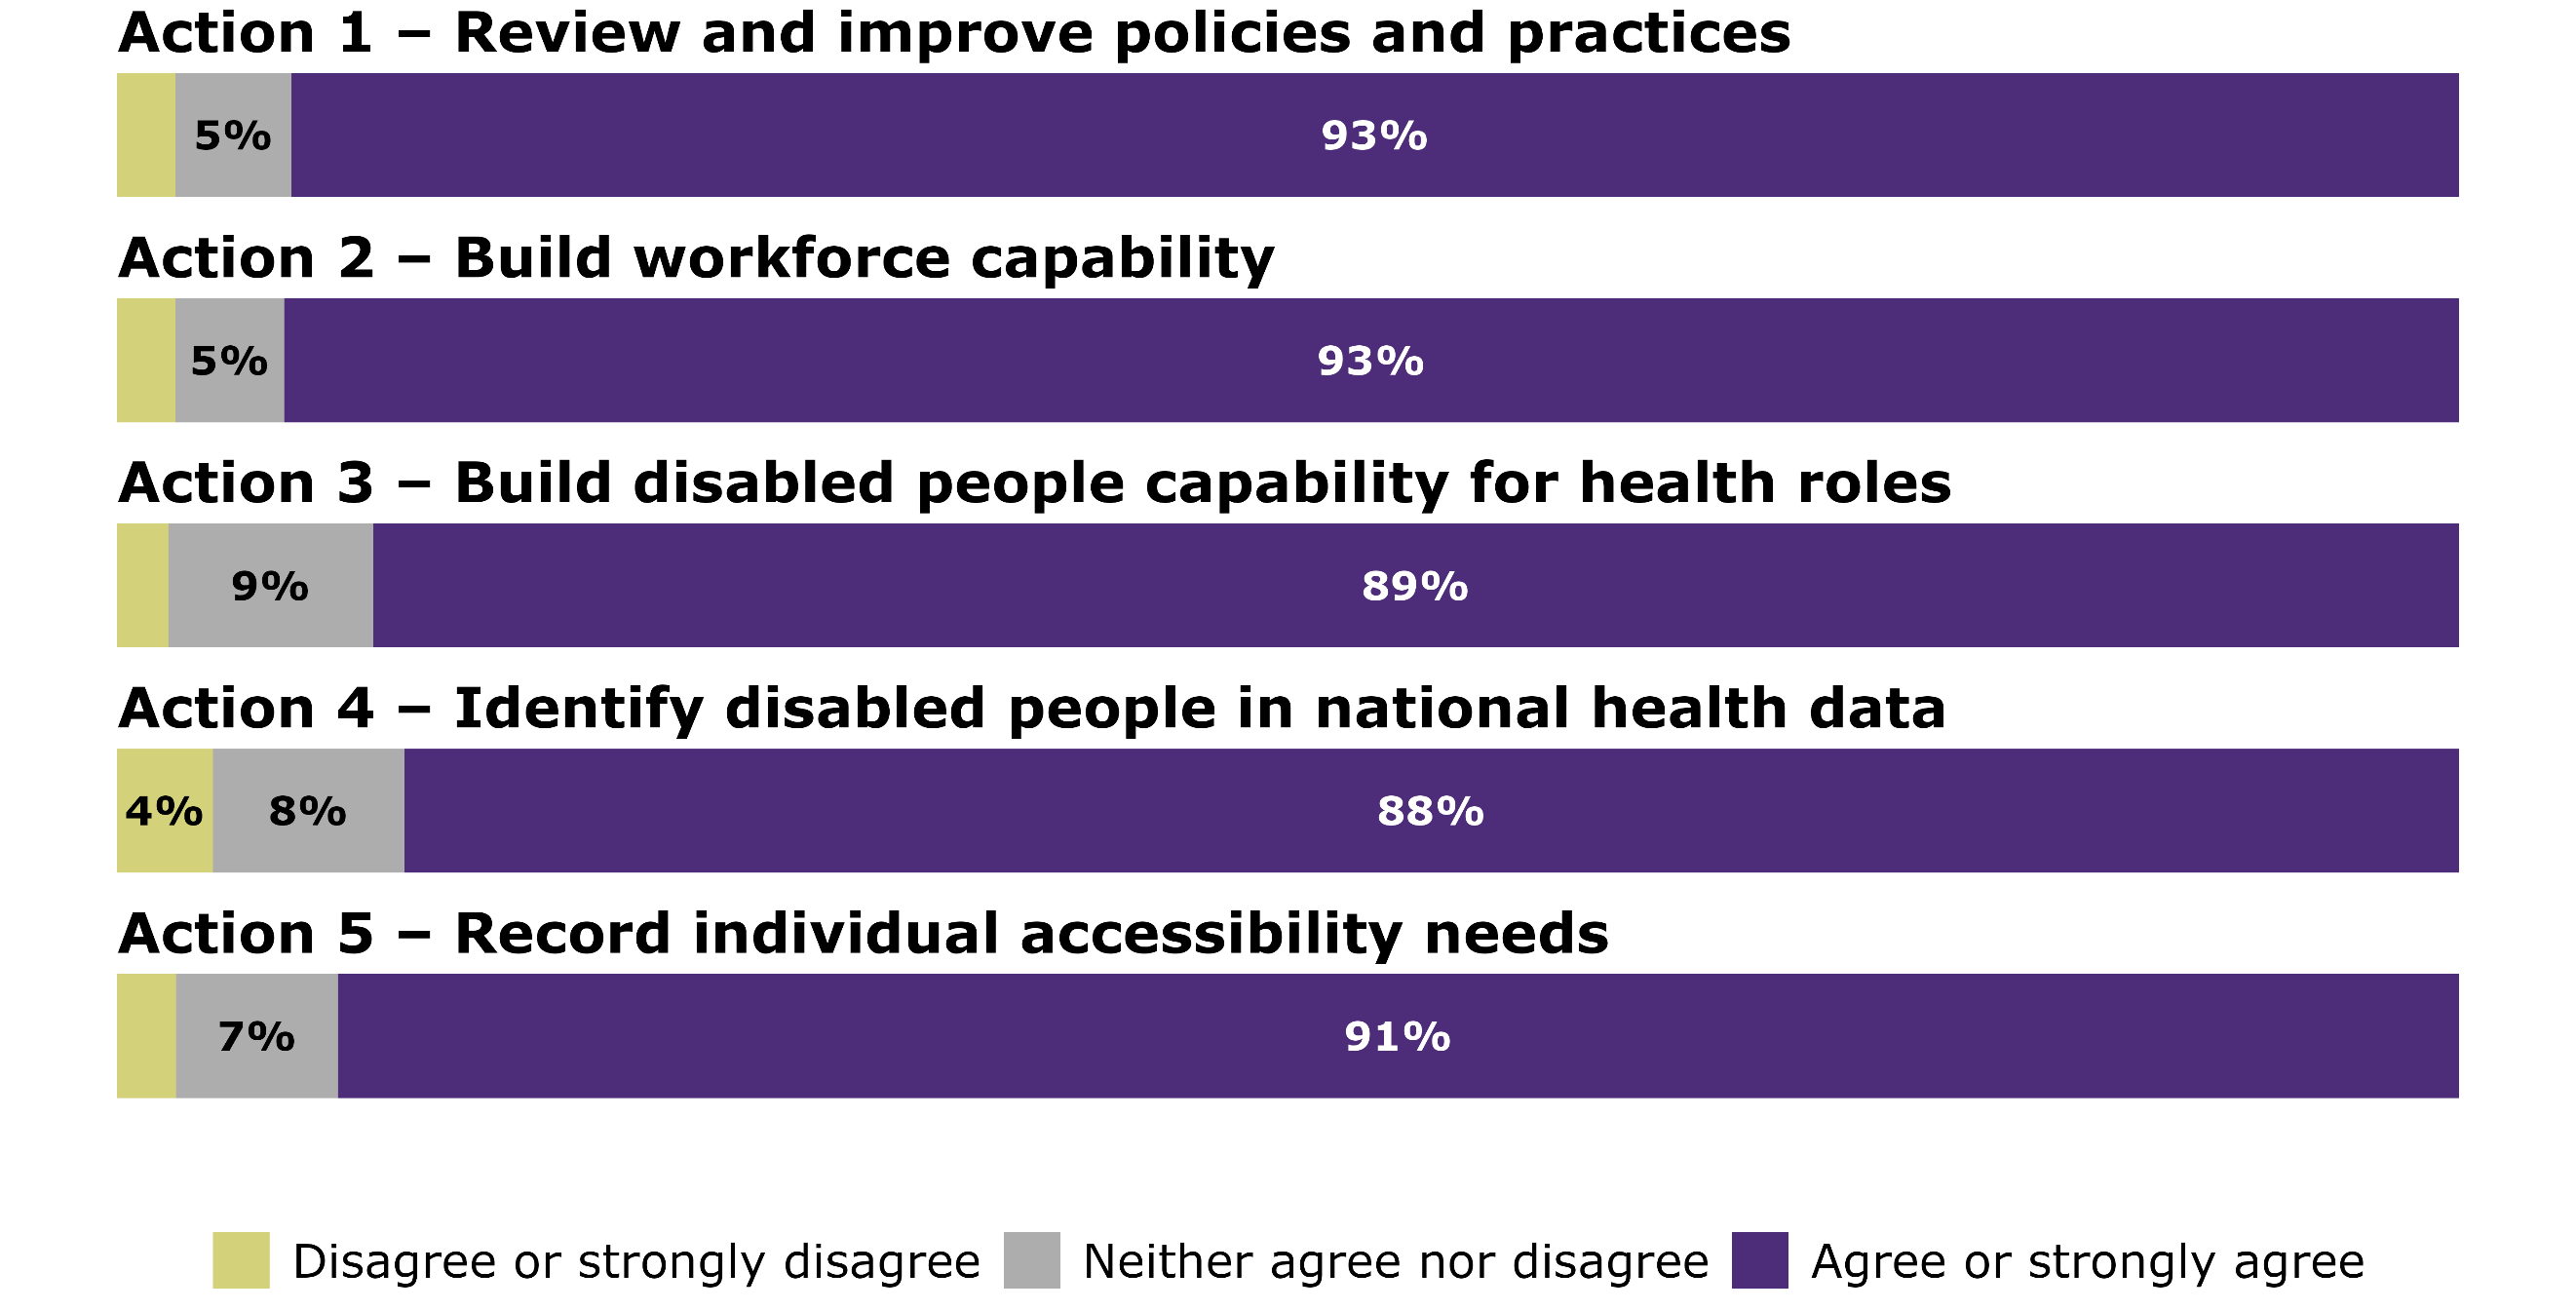 Action 1 – Review and improve policies and practices
5% 93%
Action 2 – Build workforce capability
5% 93%
Action 3 – Build disabled people capability for health roles
9% 89%
Action 4 – Identify disabled people in national health data
4% 8% 88%
Action 5 – Record individual accessibility needs
7% 91%
Disagree or strongly disagree Neither agree nor disagree Agree or strongly agree